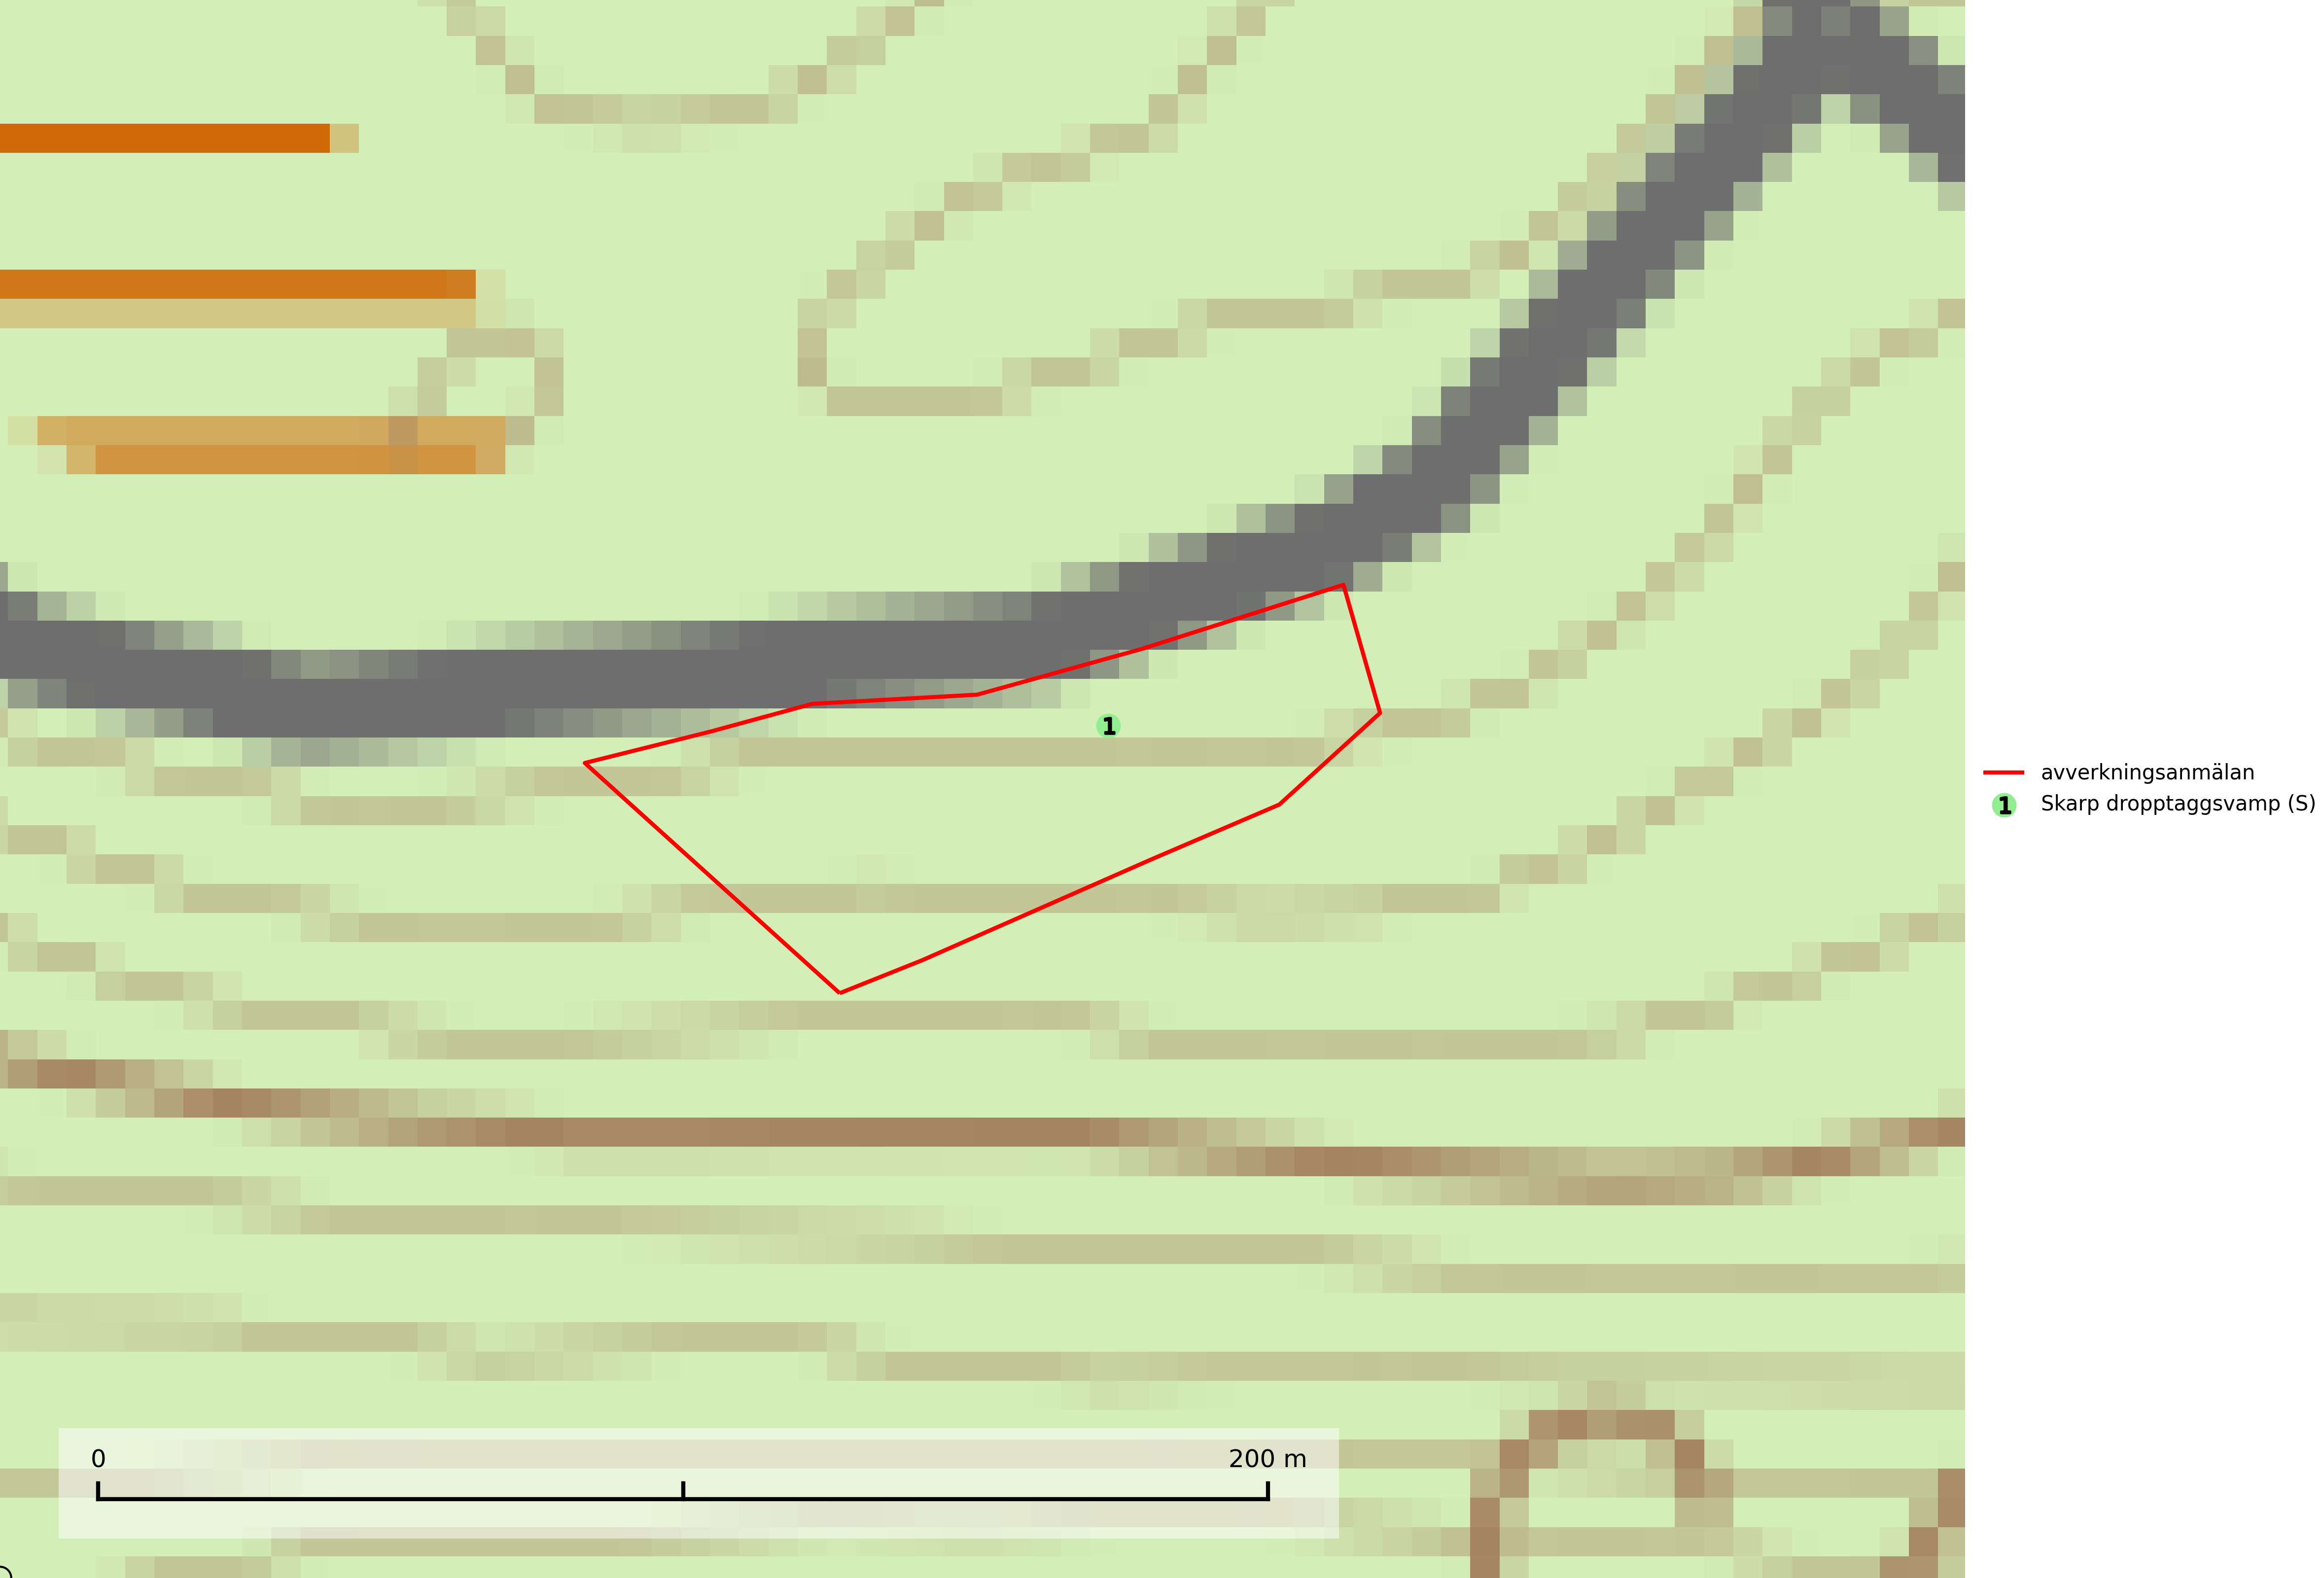 1
avverkningsanmälan
1 Skarp dropptaggsvamp (S)
0 200 m